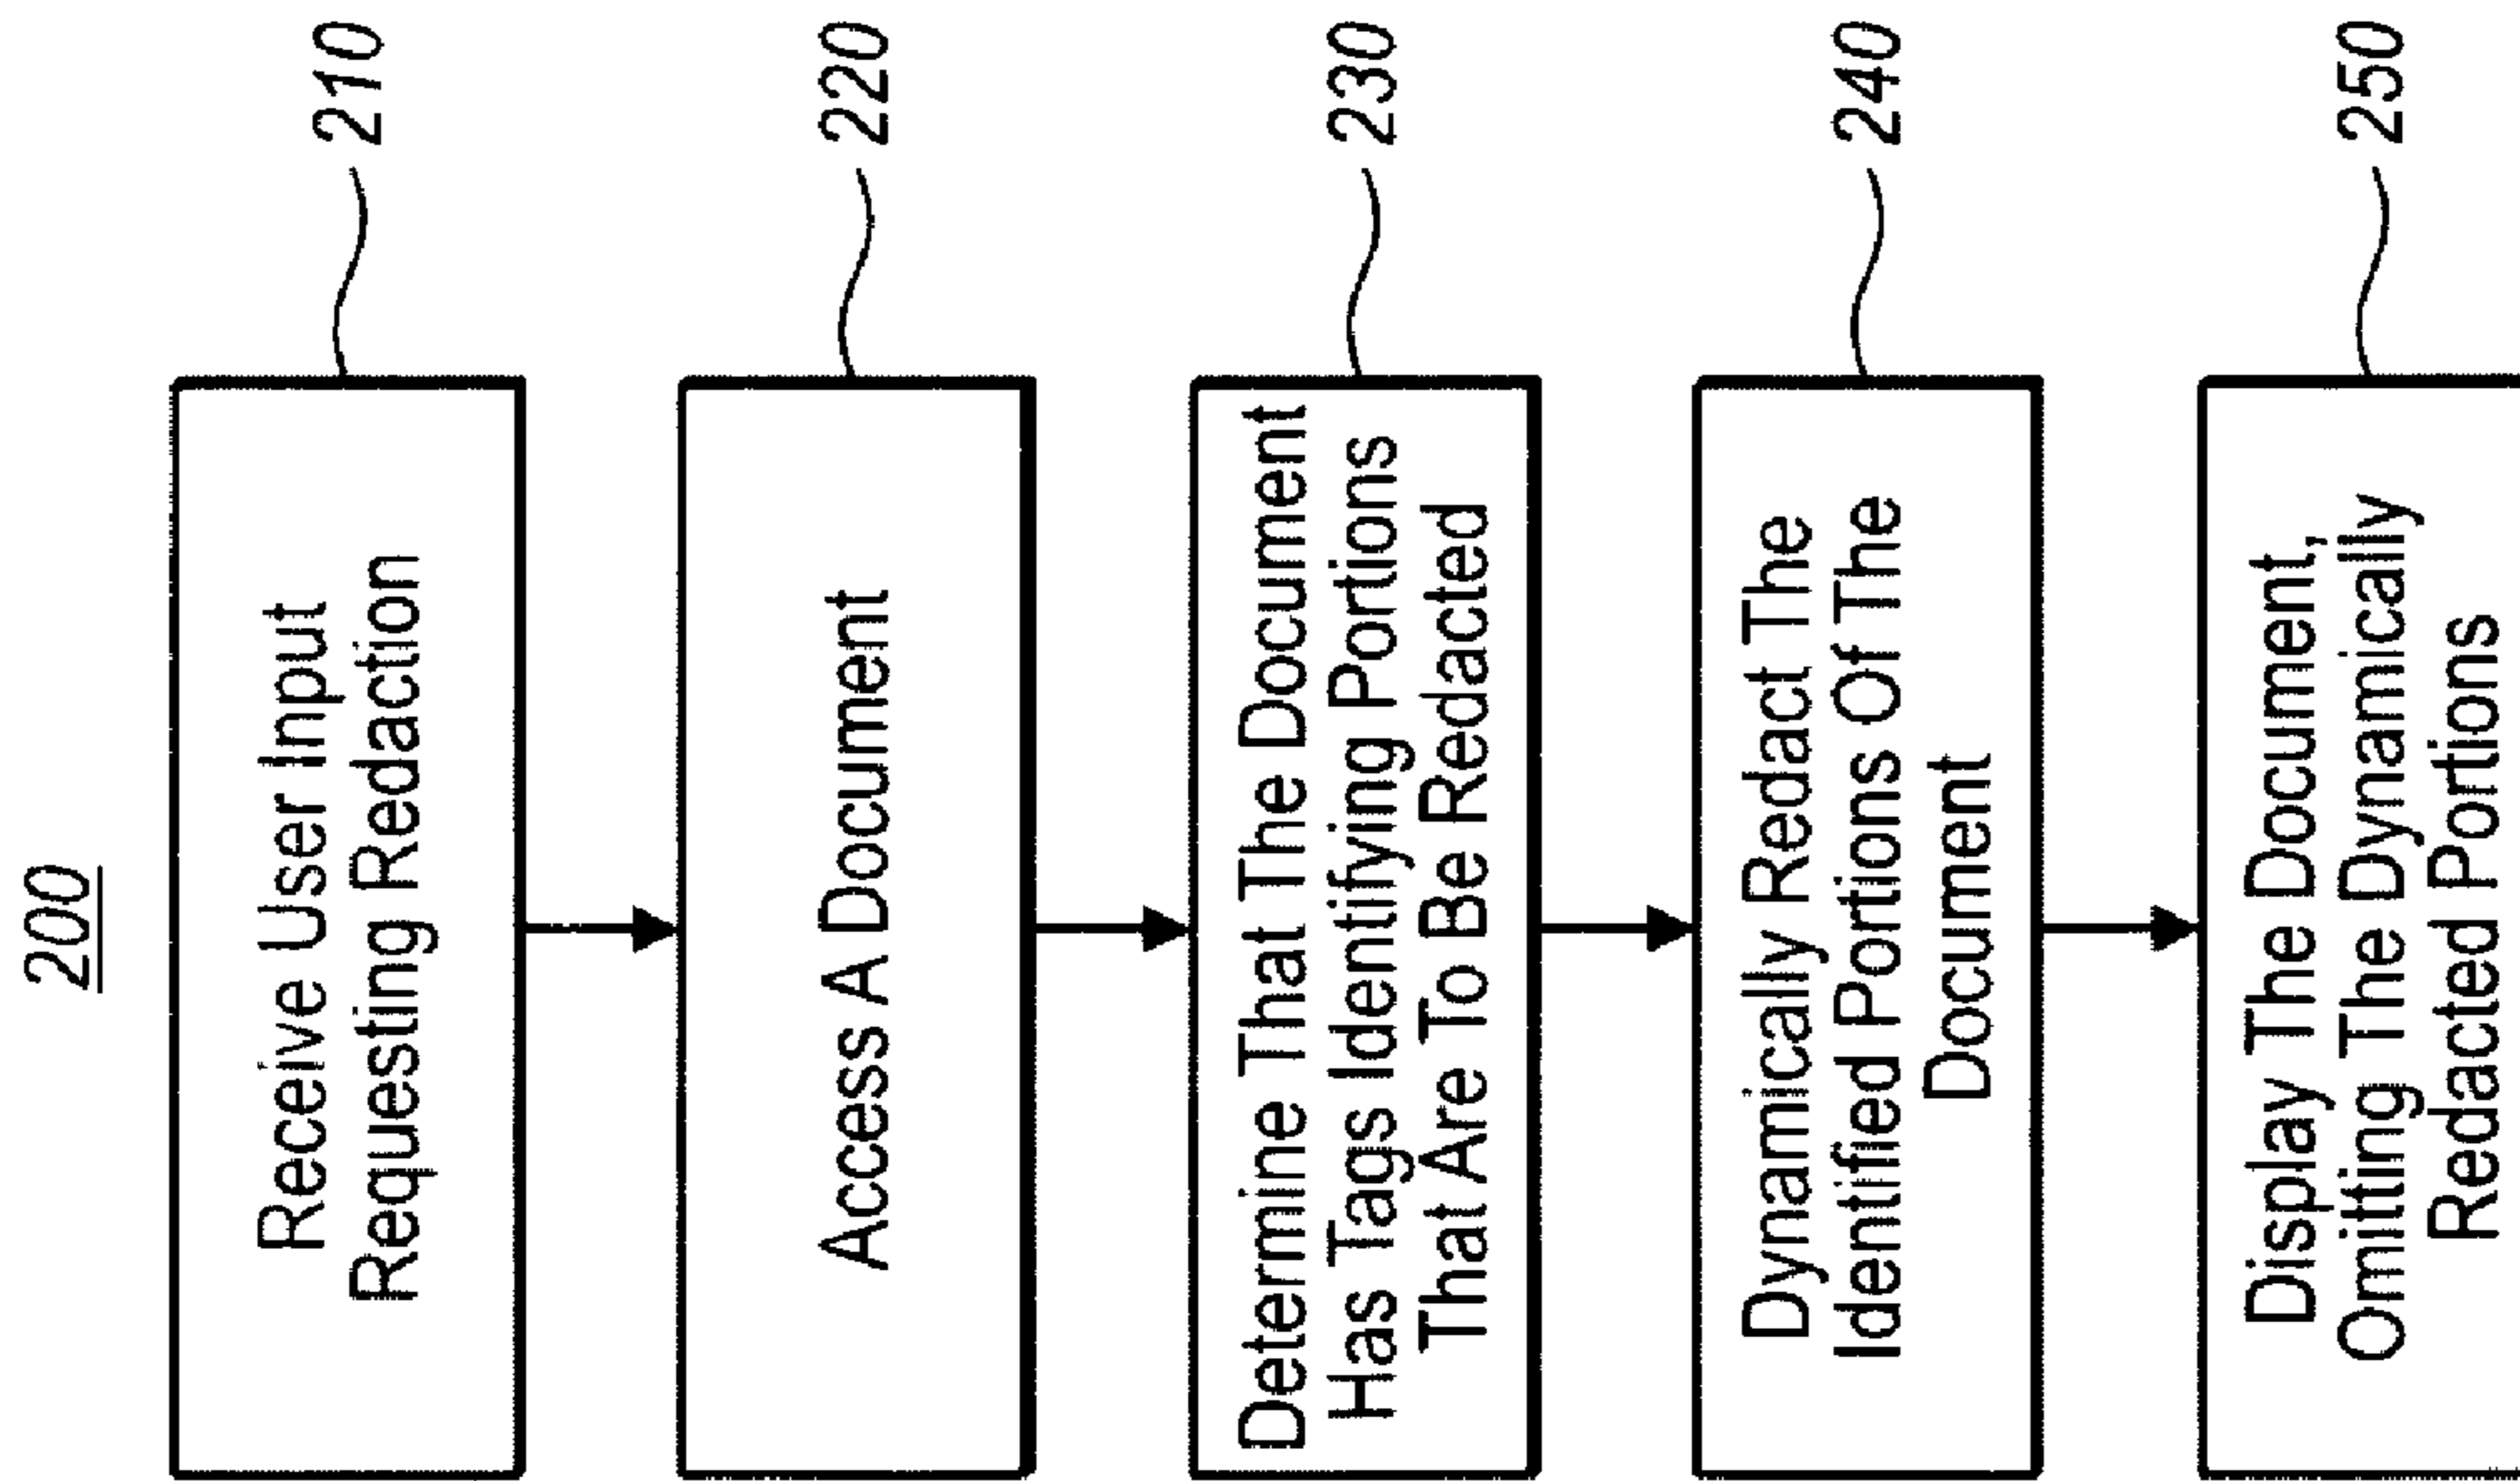 200
Receive User Input
Requesting Redaction
210
Access A Document
220
Determine That The Document
Has Tags Identifying Portions
That Are To Be Redacted
230
Dynamically Redact The
Identified Portions Of The
Document
240
Display The Document,
Omitting The Dynamically
Redacted Portions
250